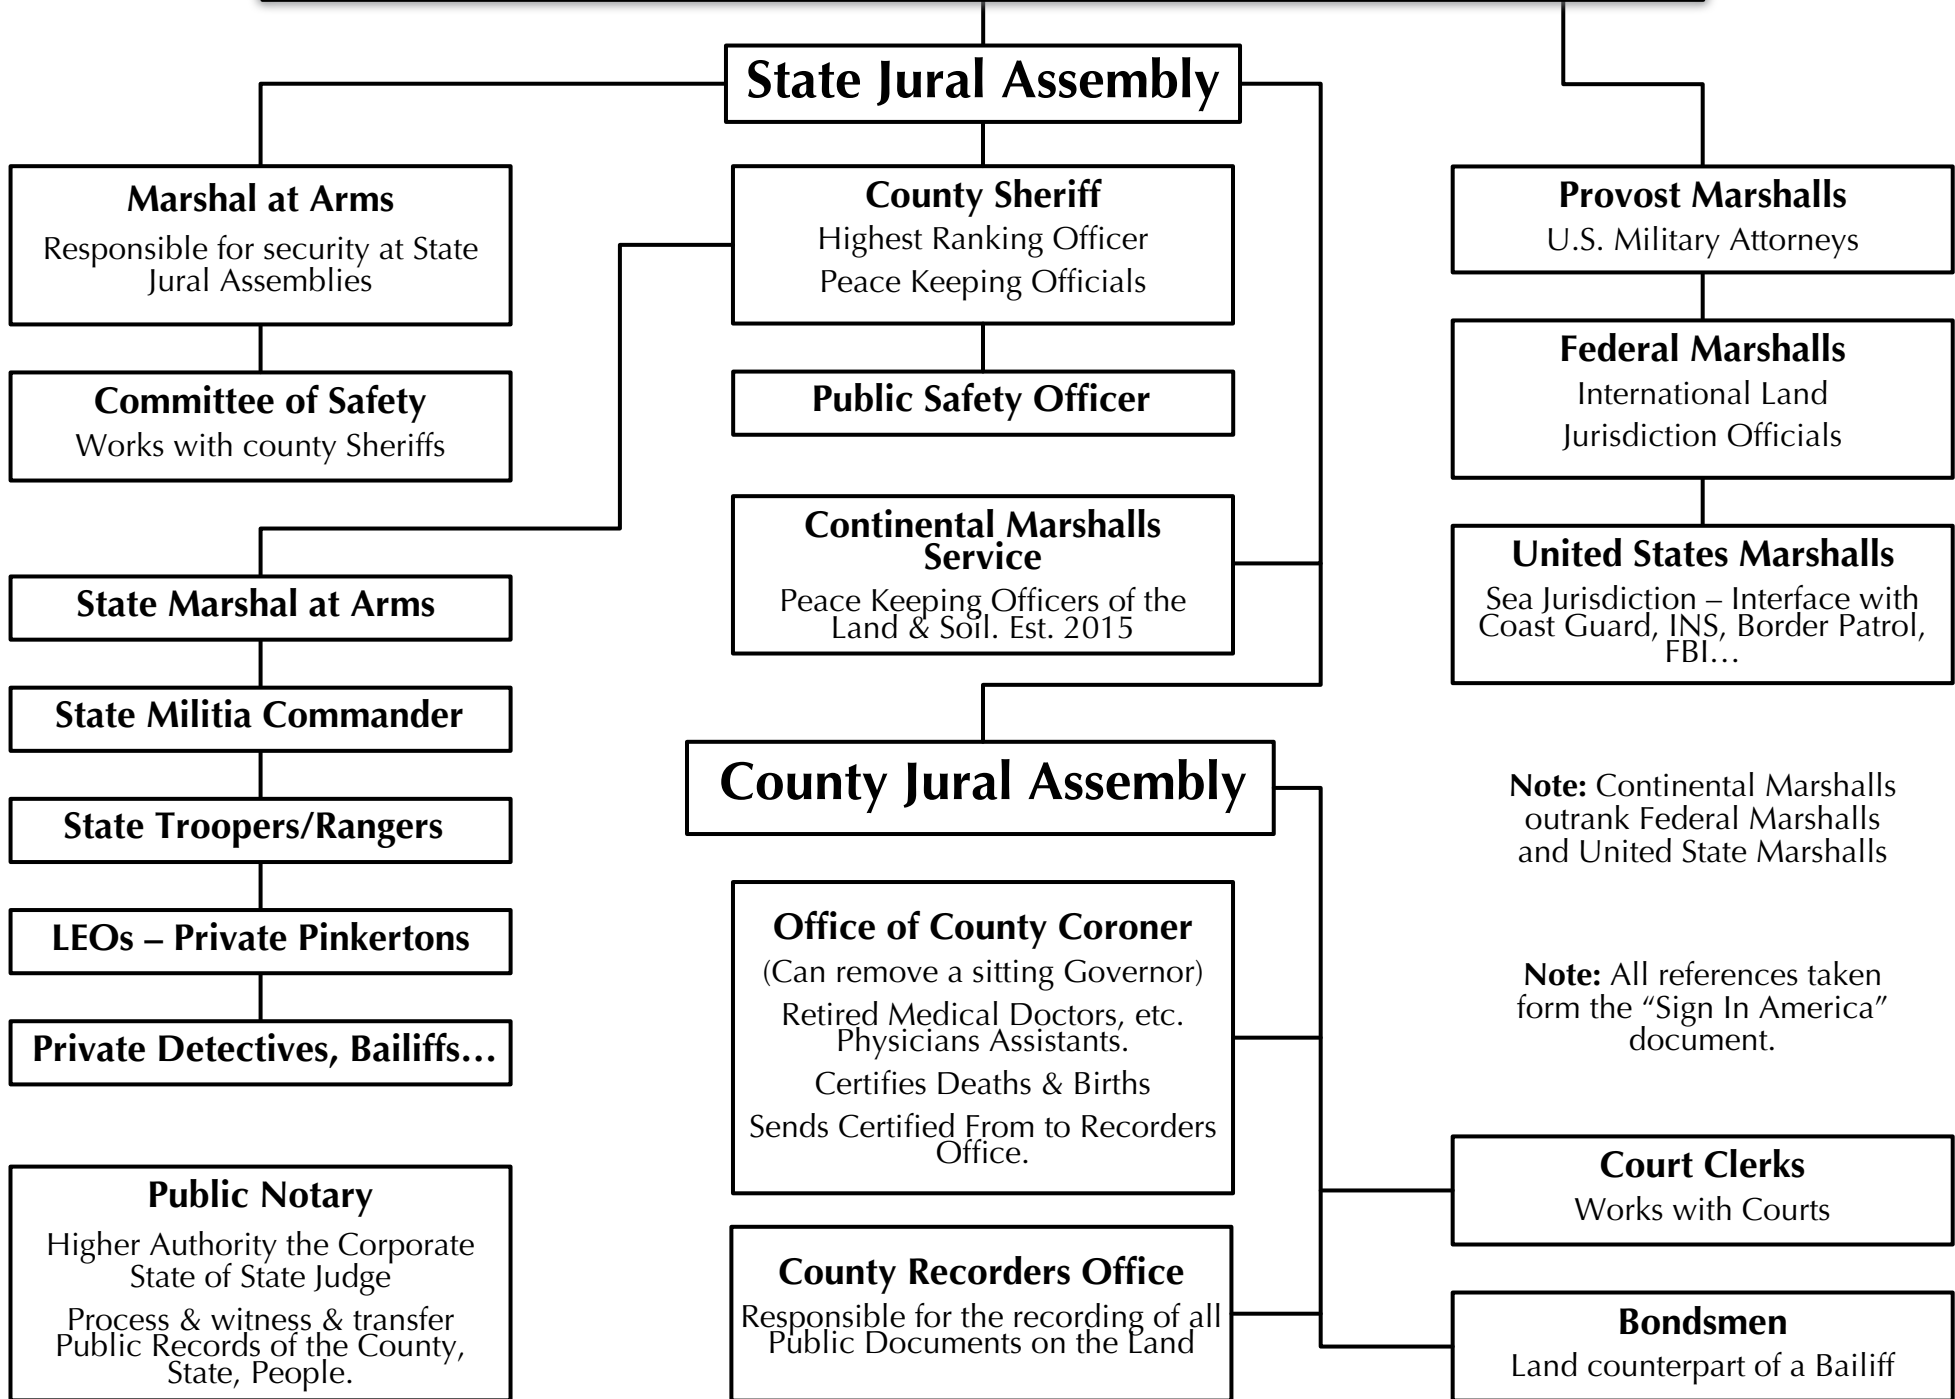 State Jural Assembly
Marshal at Arms
Responsible for security at State
Jural Assemblies
County Sheriff
Highest Ranking Officer
Peace Keeping Officials
Provost Marshalls
U.S. Military Attorneys
Committee of Safety
Works with county Sheriffs
Public Safety Officer
Federal Marshalls
International Land
Jurisdiction Officials
Continental Marshalls
Service
Peace Keeping Officers of the
Land & Soil. Est. 2015
United States Marshalls
Sea Jurisdiction – Interface with
Coast Guard, INS, Border Patrol,
FBI…
State Marshal at Arms
State Militia Commander
State Troopers/Rangers
LEOs – Private Pinkertons
Private Detectives, Bailiffs…
County Jural Assembly
Note: Continental Marshalls
outrank Federal Marshalls
and United State Marshalls
Office of County Coroner
(Can remove a sitting Governor)
Retired Medical Doctors, etc.
Physicians Assistants.
Certifies Deaths & Births
Sends Certified From to Recorders
Office.
Note: All references taken
form the “Sign In America”
document.
Public Notary
Higher Authority the Corporate
State of State Judge
Process & witness & transfer
Public Records of the County,
State, People.
County Recorders Office
Responsible for the recording of all
Public Documents on the Land
Court Clerks
Works with Courts
Bondsmen
Land counterpart of a Bailiff